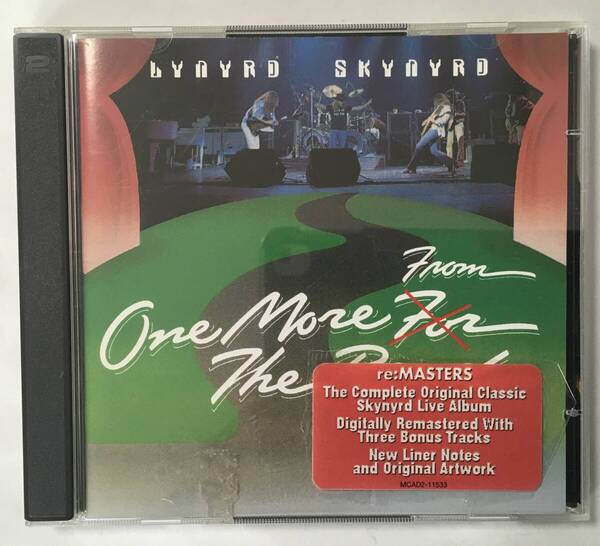 2
LYNYRD SKYNYRD
From
One More For
The
re:MASTERS
The Complete Original Classic
Skynyrd Live Album
Digitally Remastered With
Three Bonus Tracks
New Liner Notes
and Original Artwork
MCAD2-11533